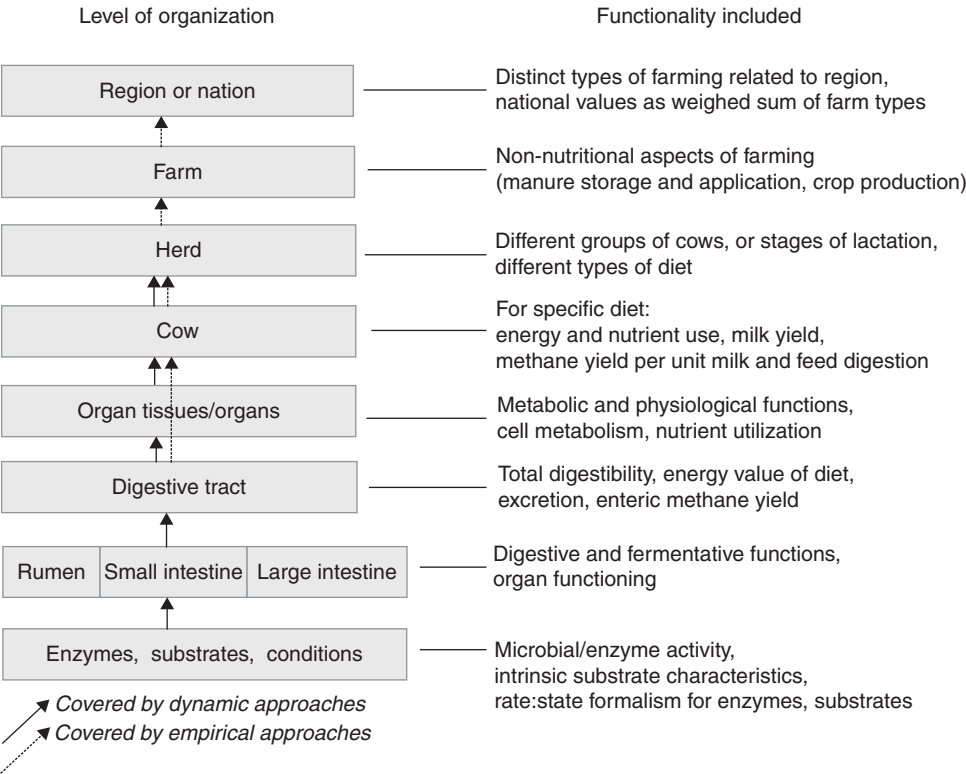 Level of organization
Functionality included
Region or nation
Distinct types of farming related to region,
national values as weighed sum of farm types
Farm
Non-nutritional aspects of farming
(manure storage and application, crop production)
Herd
Different groups of cows, or stages of lactation,
different types of diet
Cow
For specific diet:
energy and nutrient use, milk yield,
methane yield per unit milk and feed digestion
Organ tissues/organs
Metabolic and physiological functions,
cell metabolism, nutrient utilization
Digestive tract
Total digestibility, energy value of diet,
excretion, enteric methane yield
Rumen
Small intestine
Large intestine
Digestive and fermentative functions,
organ functioning
Enzymes, substrates, conditions
Microbial/enzyme activity,
intrinsic substrate characteristics,
rate:state formalism for enzymes, substrates
Covered by dynamic approaches
Covered by empirical approaches